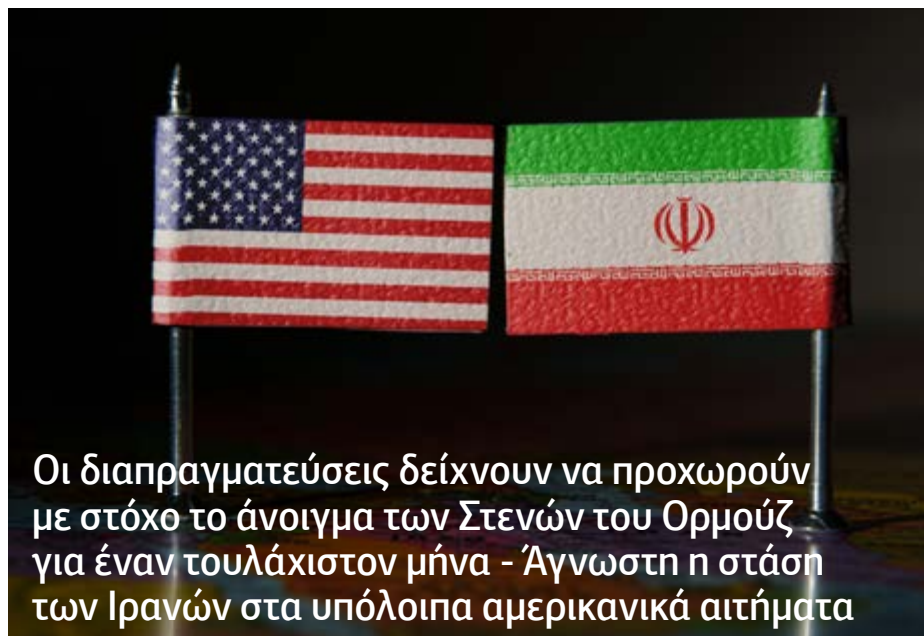 Οι διαπραγματεύσεις δείχνουν να προχωρούν
με στόχο το άνοιγμα των Στενών του Ορμούζ
για έναν τουλάχιστον μήνα - Άγνωστη η στάση
των Ιρανών στα υπόλοιπα αμερικανικά αιτήματα